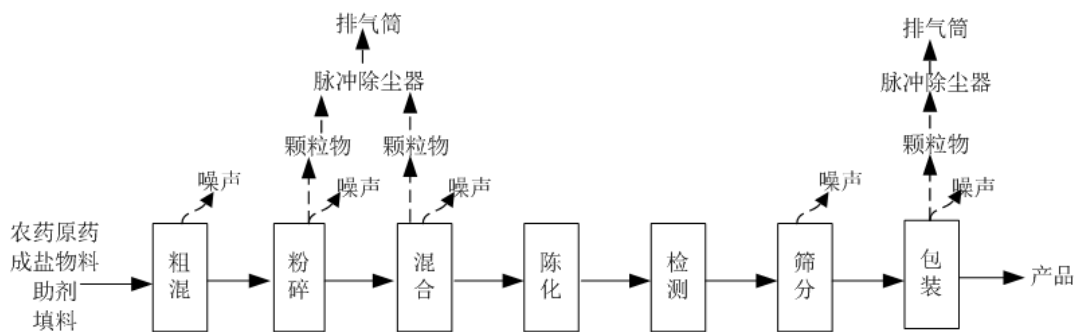 排气筒
排气筒
脉冲除尘器
脉冲除尘器
颗粒物
颗粒物
颗粒物
噪声
噪声
噪声
噪声
噪声
农药原药
成盐物料
助剂
填料
粗混
粉碎
混合
陈化
检测
筛分
包装
产品